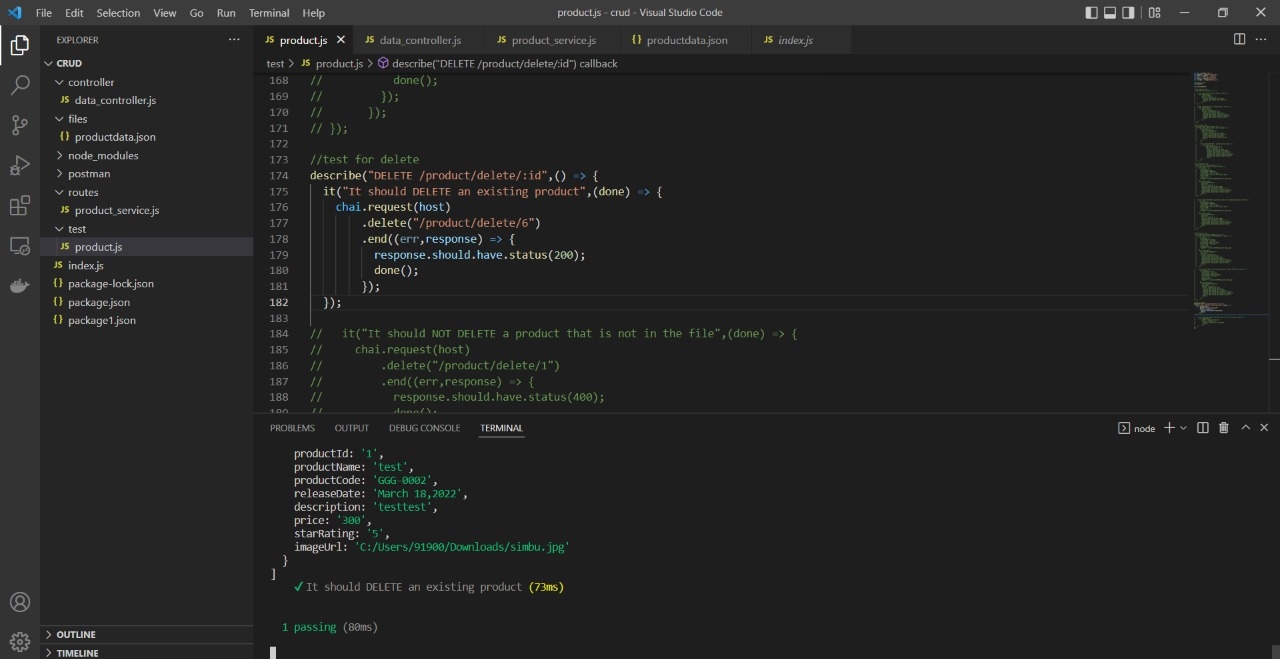 File Edit Selection View Go Run Terminal Help
product.js - crud - Visual Studio Code
EXPLORER
CRUD
controller
JS data_controller.js
files
{} productdata.json
node_modules
postman
routes
JS product_service.js
test
JS product.js
JS index.js
{} package-lock.json
{} package.json
{} package1.json
OUTLINE
TIMELINE
JS product.js JS data_controller.js JS product_service.js {} productdata.json JS index.js
test > JS product.js > describe("DELETE /product/delete/:id") callback
168 // done();
169 // });
170 // });
171 // });
172
173 //test for delete
174 describe("DELETE /product/delete/:id",() => {
175 it("It should DELETE an existing product",(done) => {
176 chai.request(host)
177 .delete("/product/delete/6")
178 .end((err,response) => {
179 response.should.have.status(200);
180 done();
181 });
182 });
183
184 // it("It should NOT DELETE a product that is not in the file",(done) => {
185 // chai.request(host)
186 // .delete("/product/delete/1")
187 // .end((err,response) => {
188 // response.should.have.status(400);
189 // done();
PROBLEMS OUTPUT DEBUG CONSOLE TERMINAL
node
productId: '1',
productName: 'test',
productCode: 'GGG-0002',
releaseDate: 'March 18,2022',
description: 'testtest',
price: '300',
starRating: '5',
imageUrl: 'C:/Users/91900/Downloads/simbu.jpg'
}
]
✓ It should DELETE an existing product (73ms)
1 passing (80ms)